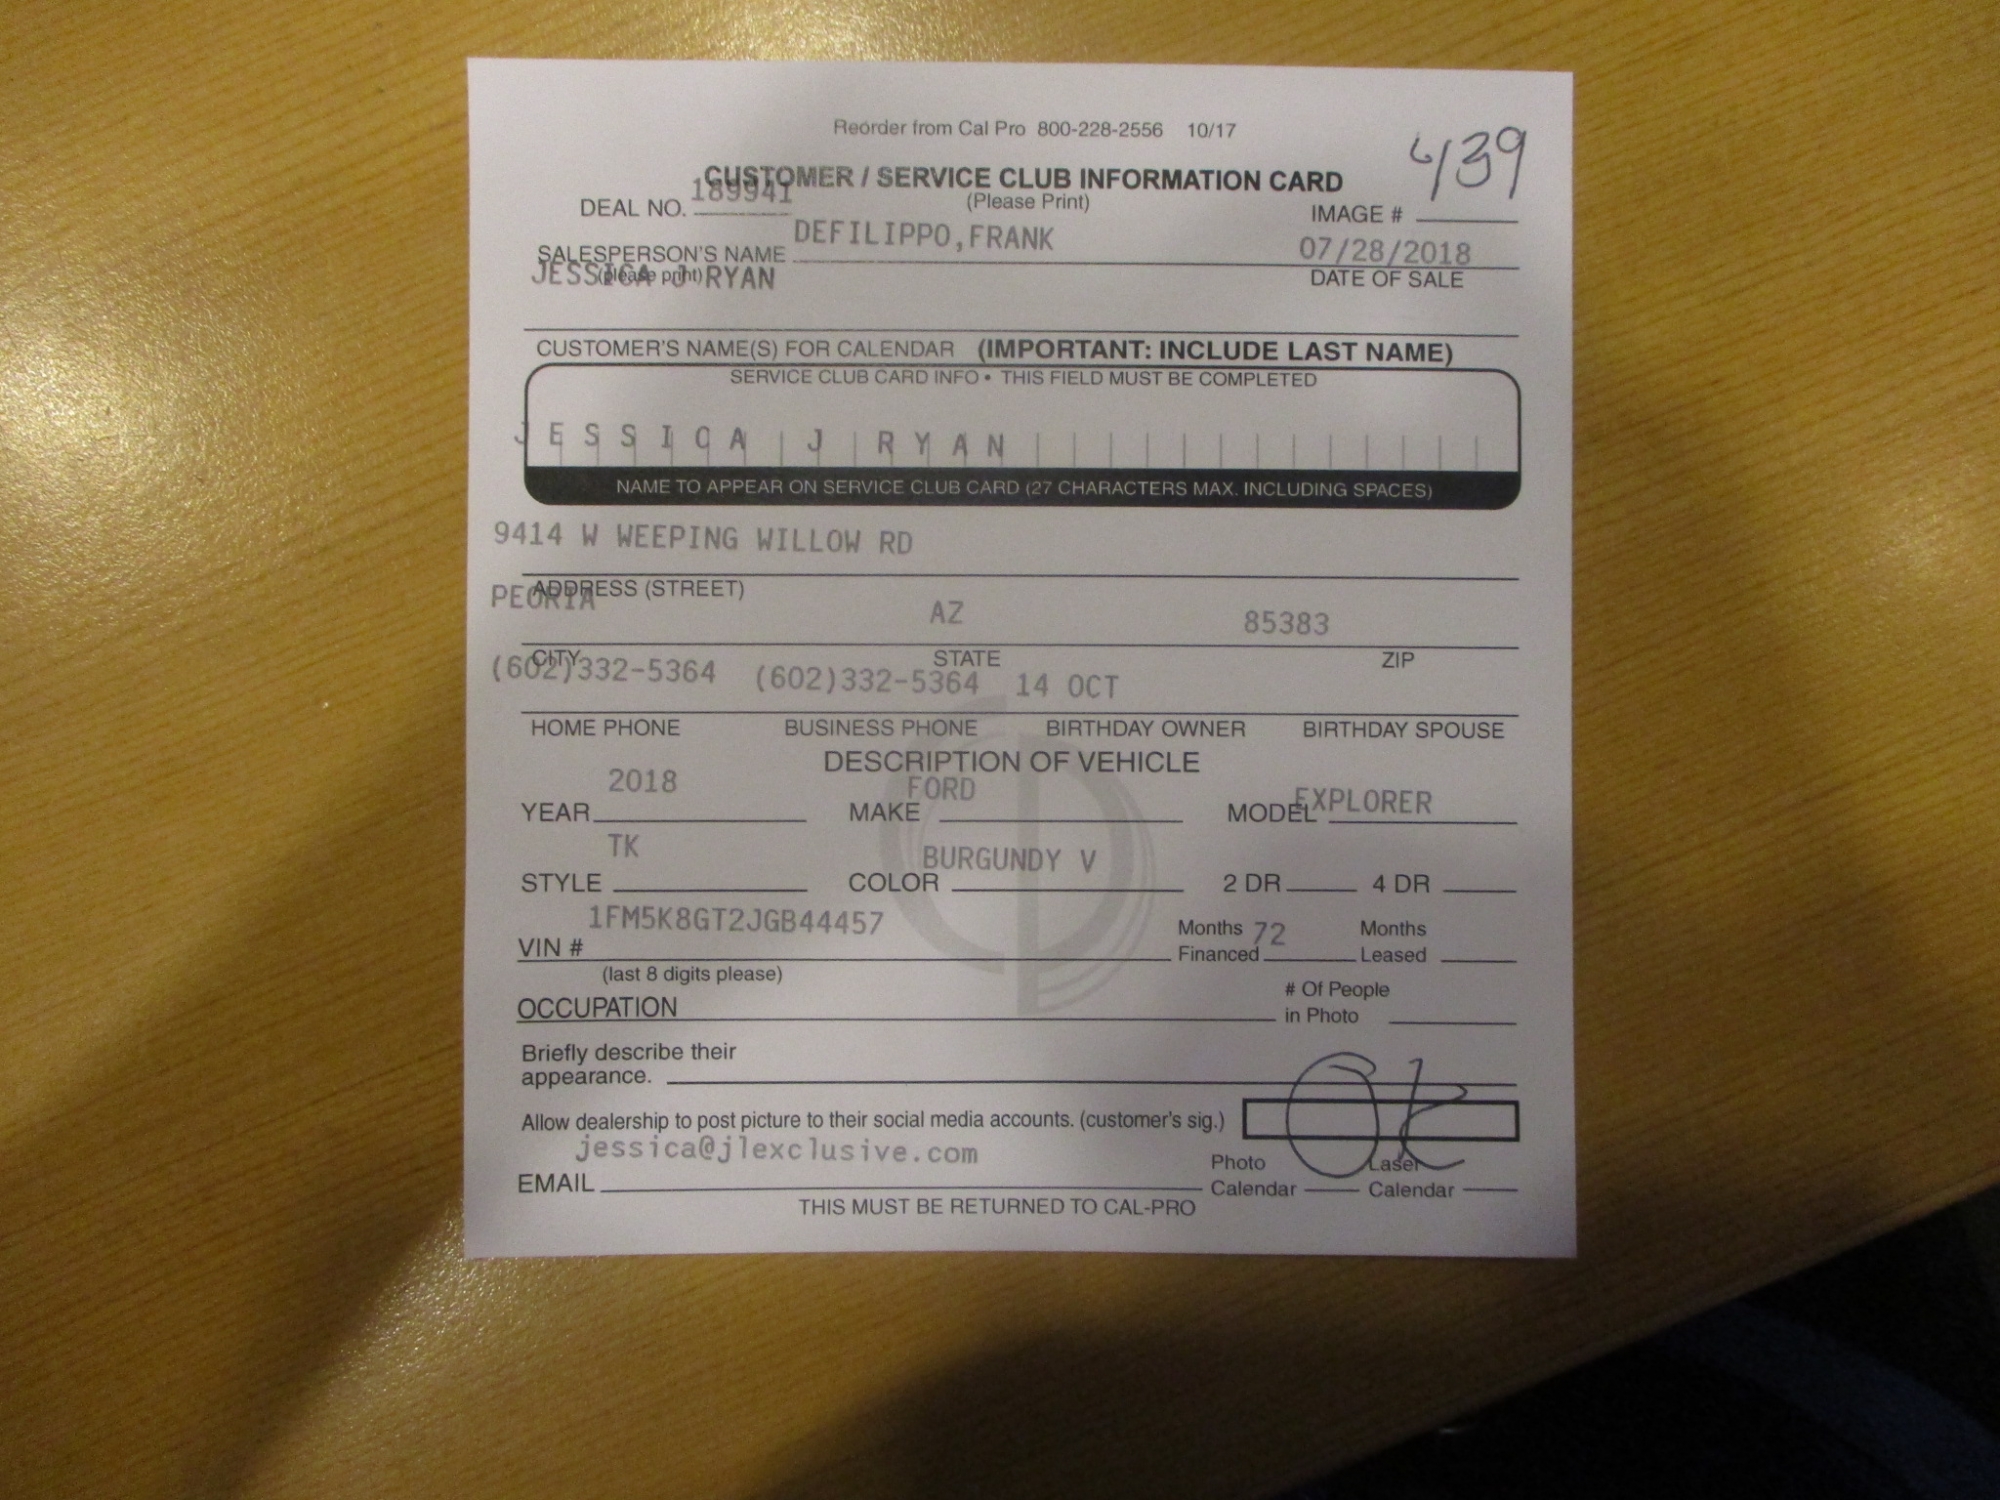 Reorder from Cal Pro 800-228-2556 10/17
CUSTOMER / SERVICE CLUB INFORMATION CARD
(Please Print)
DEAL NO. 189941
IMAGE # 439
SALESPERSON'S NAME DEFILIPPO,FRANK
(please print)
07/28/2018
DATE OF SALE
JESSICA J RYAN
CUSTOMER'S NAME(S) FOR CALENDAR (IMPORTANT: INCLUDE LAST NAME)
SERVICE CLUB CARD INFO • THIS FIELD MUST BE COMPLETED
JESSICA J RYAN
NAME TO APPEAR ON SERVICE CLUB CARD (27 CHARACTERS MAX. INCLUDING SPACES)
9414 W WEEPING WILLOW RD
ADDRESS (STREET)
PEORIA AZ 85383
CITY STATE ZIP
(602)332-5364 (602)332-5364 14 OCT
HOME PHONE BUSINESS PHONE BIRTHDAY OWNER BIRTHDAY SPOUSE
DESCRIPTION OF VEHICLE
YEAR 2018 MAKE FORD MODEL EXPLORER
STYLE TK COLOR BURGUNDY V 2 DR 4 DR
VIN # 1FM5K8GT2JGB44457 Months Financed 72 Months Leased
(last 8 digits please)
OCCUPATION # Of People in Photo
Briefly describe their
appearance.
Allow dealership to post picture to their social media accounts. (customer's sig.)
jessica@jlexclusive.com
EMAIL Photo Calendar Laser Calendar
THIS MUST BE RETURNED TO CAL-PRO